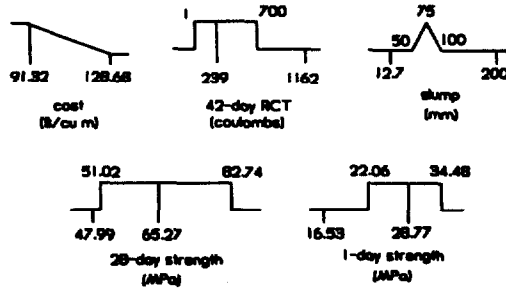 1 700 75
50 100
91.32 128.68 239 1162 12.7 200
cost 42-day RCT slump
($/cu m) (coulombs) (mm)
51.02 82.74 22.06 34.48
47.99 65.27 16.53 28.77
28-day strength 1-day strength
(MPa) (MPa)